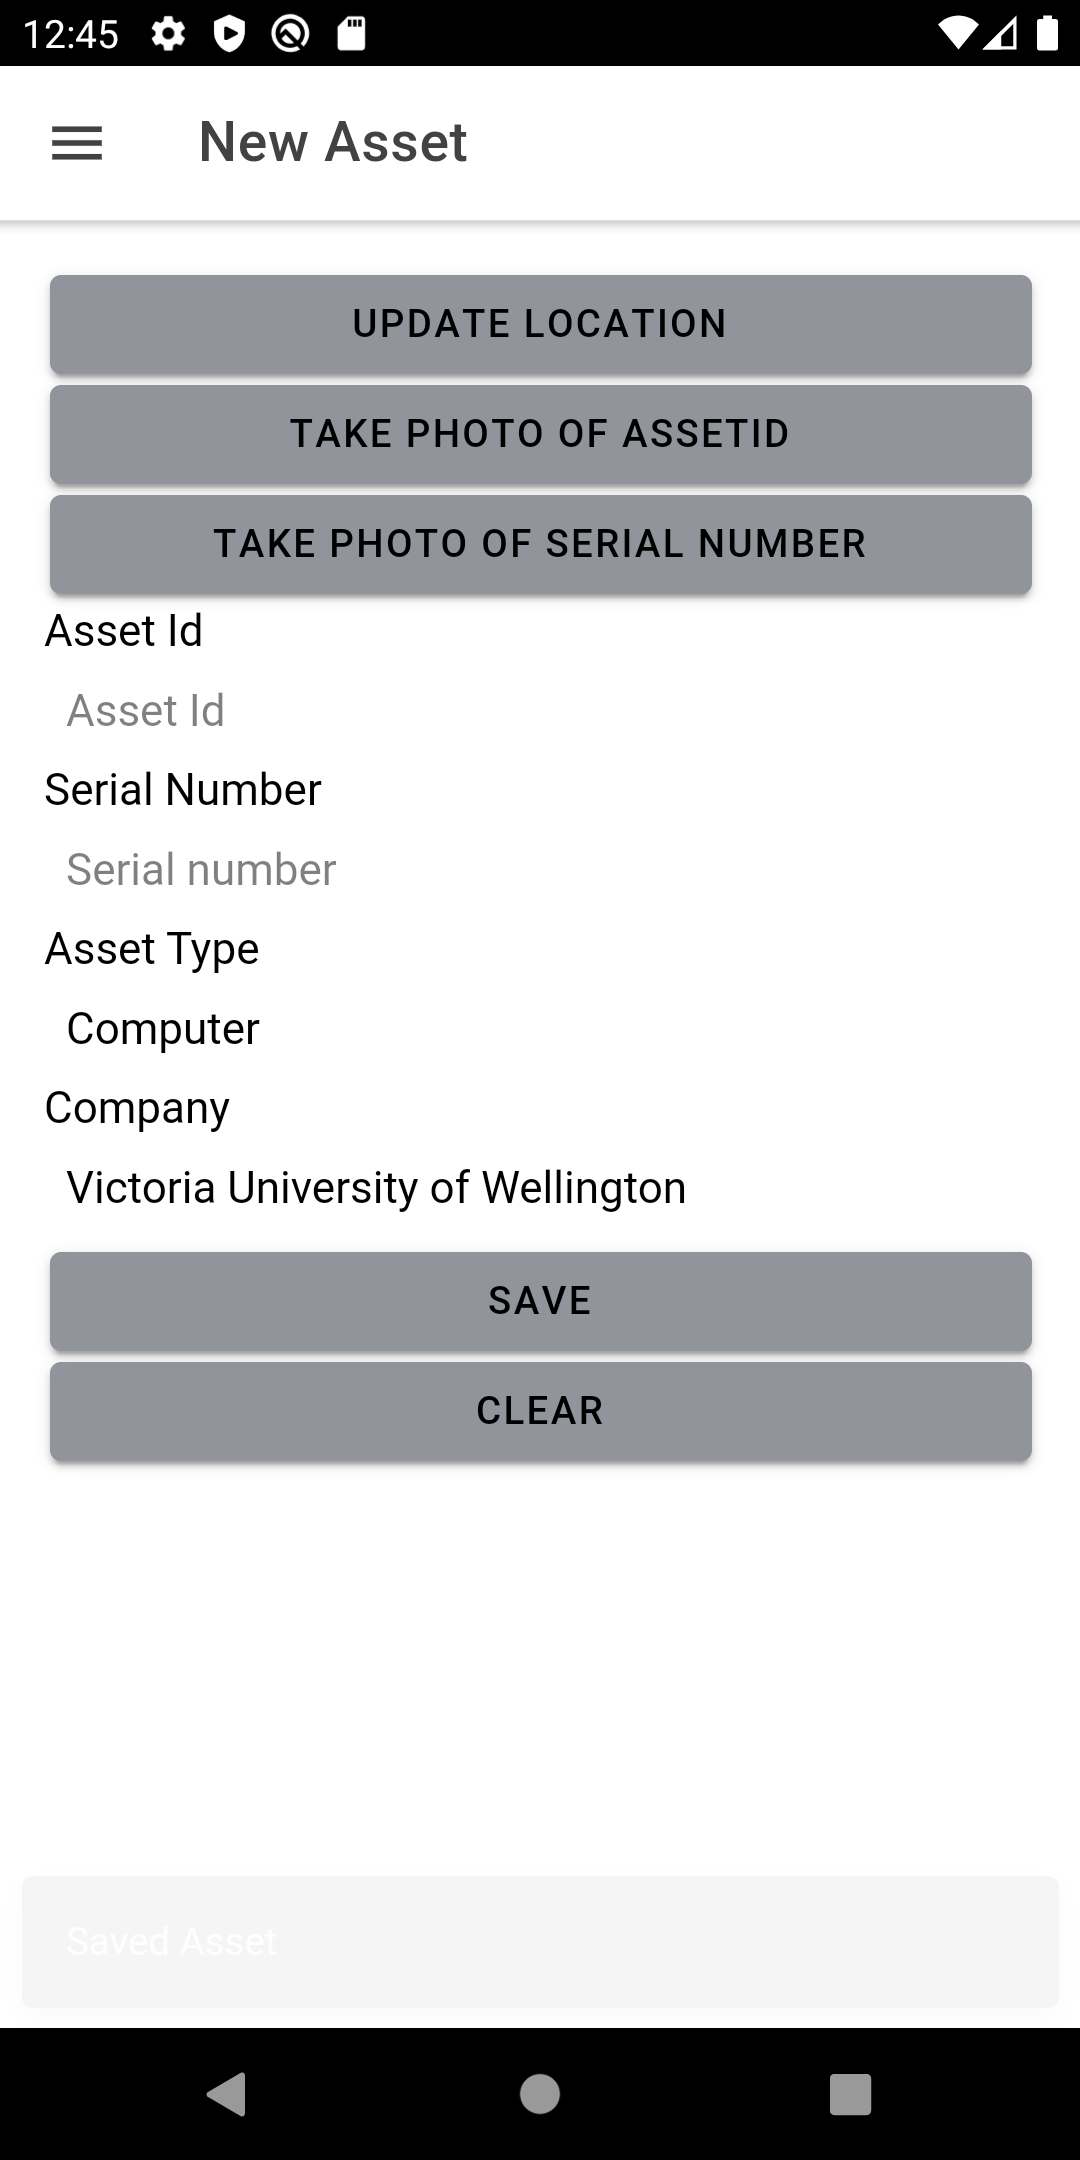 12:45
New Asset
UPDATE LOCATION
TAKE PHOTO OF ASSETID
TAKE PHOTO OF SERIAL NUMBER
Asset Id
Asset Id
Serial Number
Serial number
Asset Type
Computer
Company
Victoria University of Wellington
SAVE
CLEAR
Saved Asset